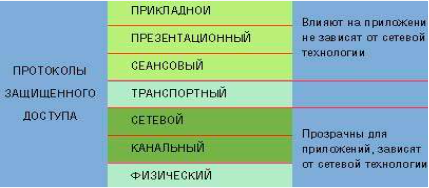 ПРОТОКОЛЫ
ЗАЩИЩЕННОГО
ДОСТУПА
ПРИКЛАДНОЙ
ПРЕЗЕНТАЦИОННЫЙ
СЕАНСОВЫЙ
ТРАНСПОРТНЫЙ
СЕТЕВОЙ
КАНАЛЬНЫЙ
ФИЗИЧЕСКИЙ
Влияют на приложени
не зависят от сетевой
технологии
Прозрачны для
приложений, зависят
от сетевой технологии